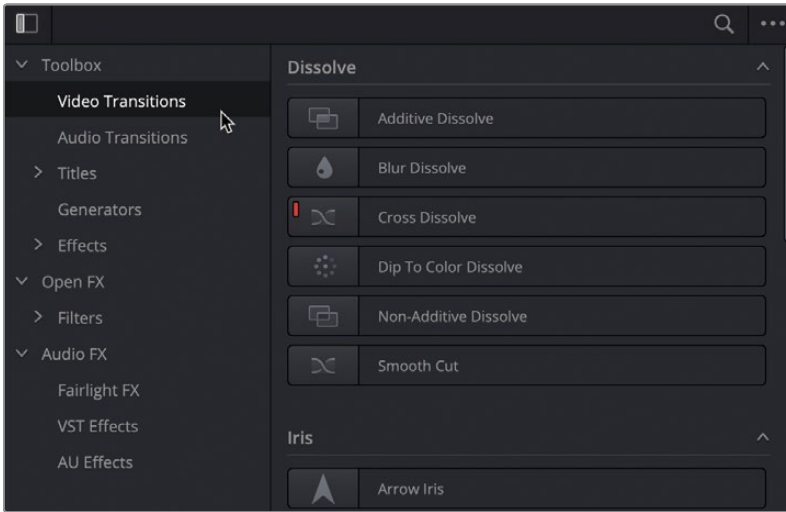 Toolbox
Video Transitions
Audio Transitions
Titles
Generators
Effects
Open FX
Filters
Audio FX
Fairlight FX
VST Effects
AU Effects
Dissolve
Additive Dissolve
Blur Dissolve
Cross Dissolve
Dip To Color Dissolve
Non-Additive Dissolve
Smooth Cut
Iris
Arrow Iris